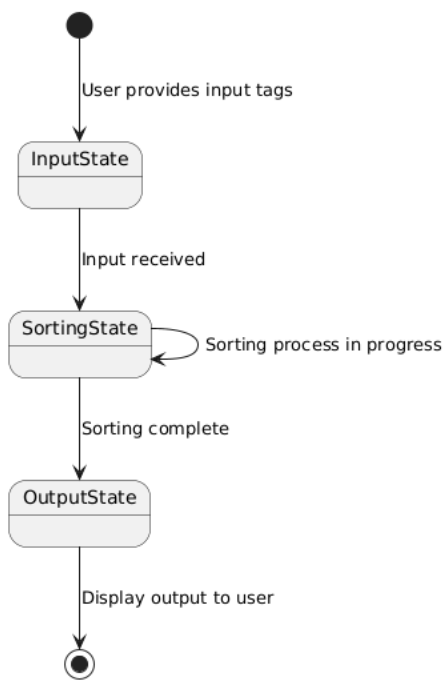 User provides input tags
InputState
Input received
SortingState
Sorting process in progress
Sorting complete
OutputState
Display output to user